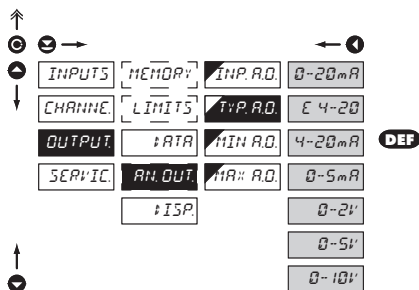 INPUTS MEMORY INP. A.O. 0-20mA
CHANNE. LIMITS TYP. A.O. E 4-20
OUTPUT. DATA MIN A.O. 4-20mA DEF
SERVIC. AN. OUT. MAX A.O. 0-5mA
DISP. 0-2V
0-5V
0-10V